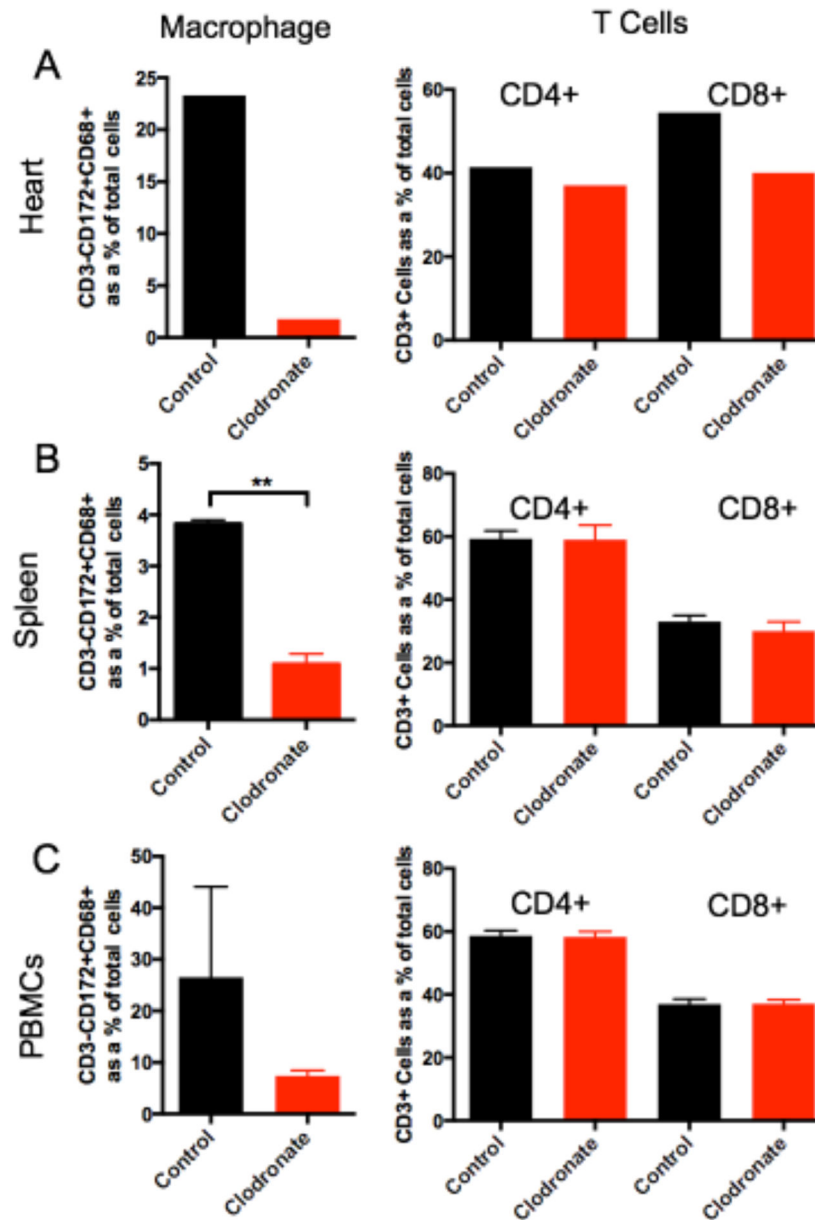 Macrophage
T Cells
A
Heart
CD3-CD172+CD68+
as a % of total cells
25
20
15
10
5
0
Control
Clodronate
CD3+ Cells as a % of total cells
60
40
20
0
CD4+
CD8+
Control
Clodronate
Control
Clodronate
B
Spleen
CD3-CD172+CD68+
as a % of total cells
5
4
3
2
1
0
**
Control
Clodronate
CD3+ Cells as a % of total cells
80
60
40
20
0
CD4+
CD8+
Control
Clodronate
Control
Clodronate
C
PBMCs
CD3-CD172+CD68+
as a % of total cells
50
40
30
20
10
0
Control
Clodronate
CD3+ Cells as a % of total cells
80
60
40
20
0
CD4+
CD8+
Control
Clodronate
Control
Clodronate